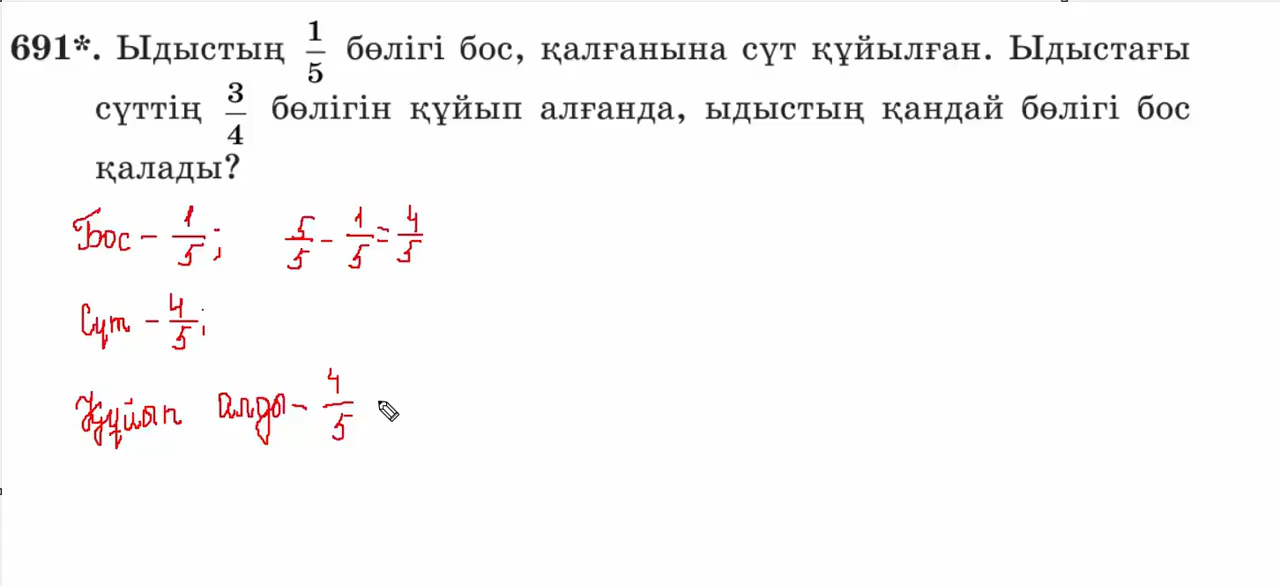 691*. Ыдыстың 1/5 бөлігі бос, қалғанына сүт құйылған. Ыдыстағы
сүттің 3/4 бөлігін құйып алғанда, ыдыстың қандай бөлігі бос
қалады?
Бос – 1/5; 5/5 – 1/5 = 4/5
Сүт – 4/5;
Құйып алды – 4/5